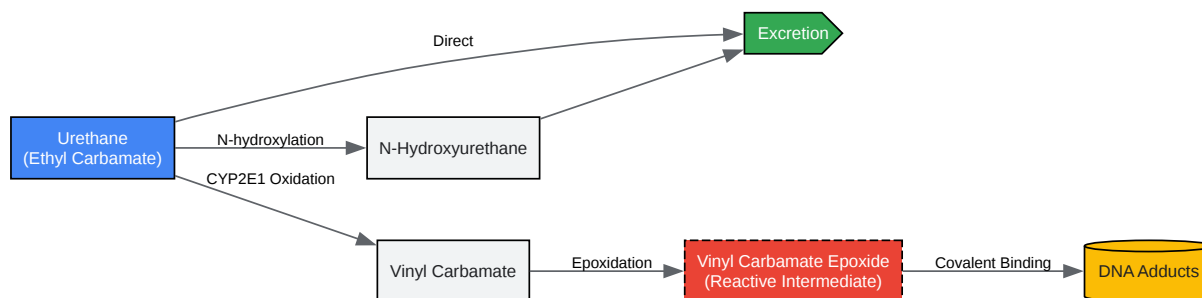 Direct
Excretion
Urethane
(Ethyl Carbamate)
N-hydroxylation
N-Hydroxyurethane
CYP2E1 Oxidation
Vinyl Carbamate
Epoxidation
Vinyl Carbamate Epoxide
(Reactive Intermediate)
Covalent Binding
DNA Adducts